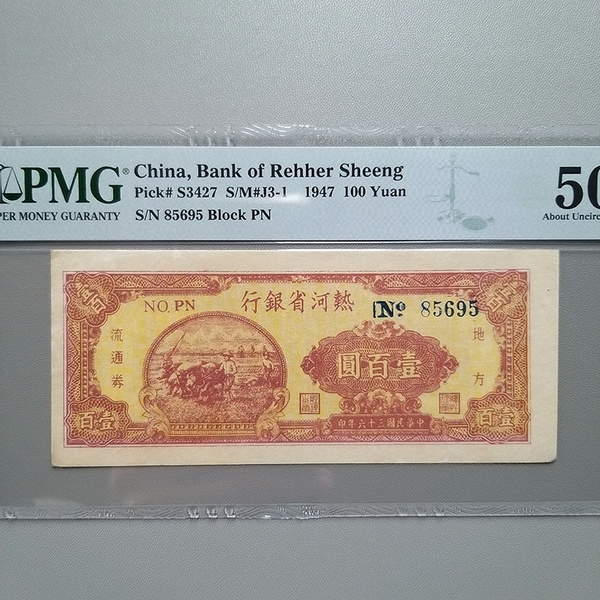 PMG®
PER MONEY GUARANTY
China, Bank of Rehher Sheeng
Pick# S3427 S/M#J3-1 1947 100 Yuan
S/N 85695 Block PN
50
About Uncirc
熱河省銀行
NO. PN
Nº 85695
地方
流通券
壹百圓
壹百
壹百
中華民國三十六年印